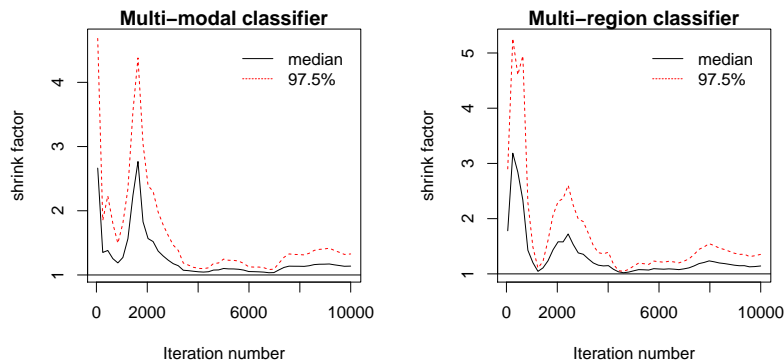 Multi−modal classifier
median
97.5%
4
3
2
1
shrink factor
0
2000
6000
10000
Iteration number
Multi−region classifier
median
97.5%
5
4
3
2
1
shrink factor
0
2000
6000
10000
Iteration number